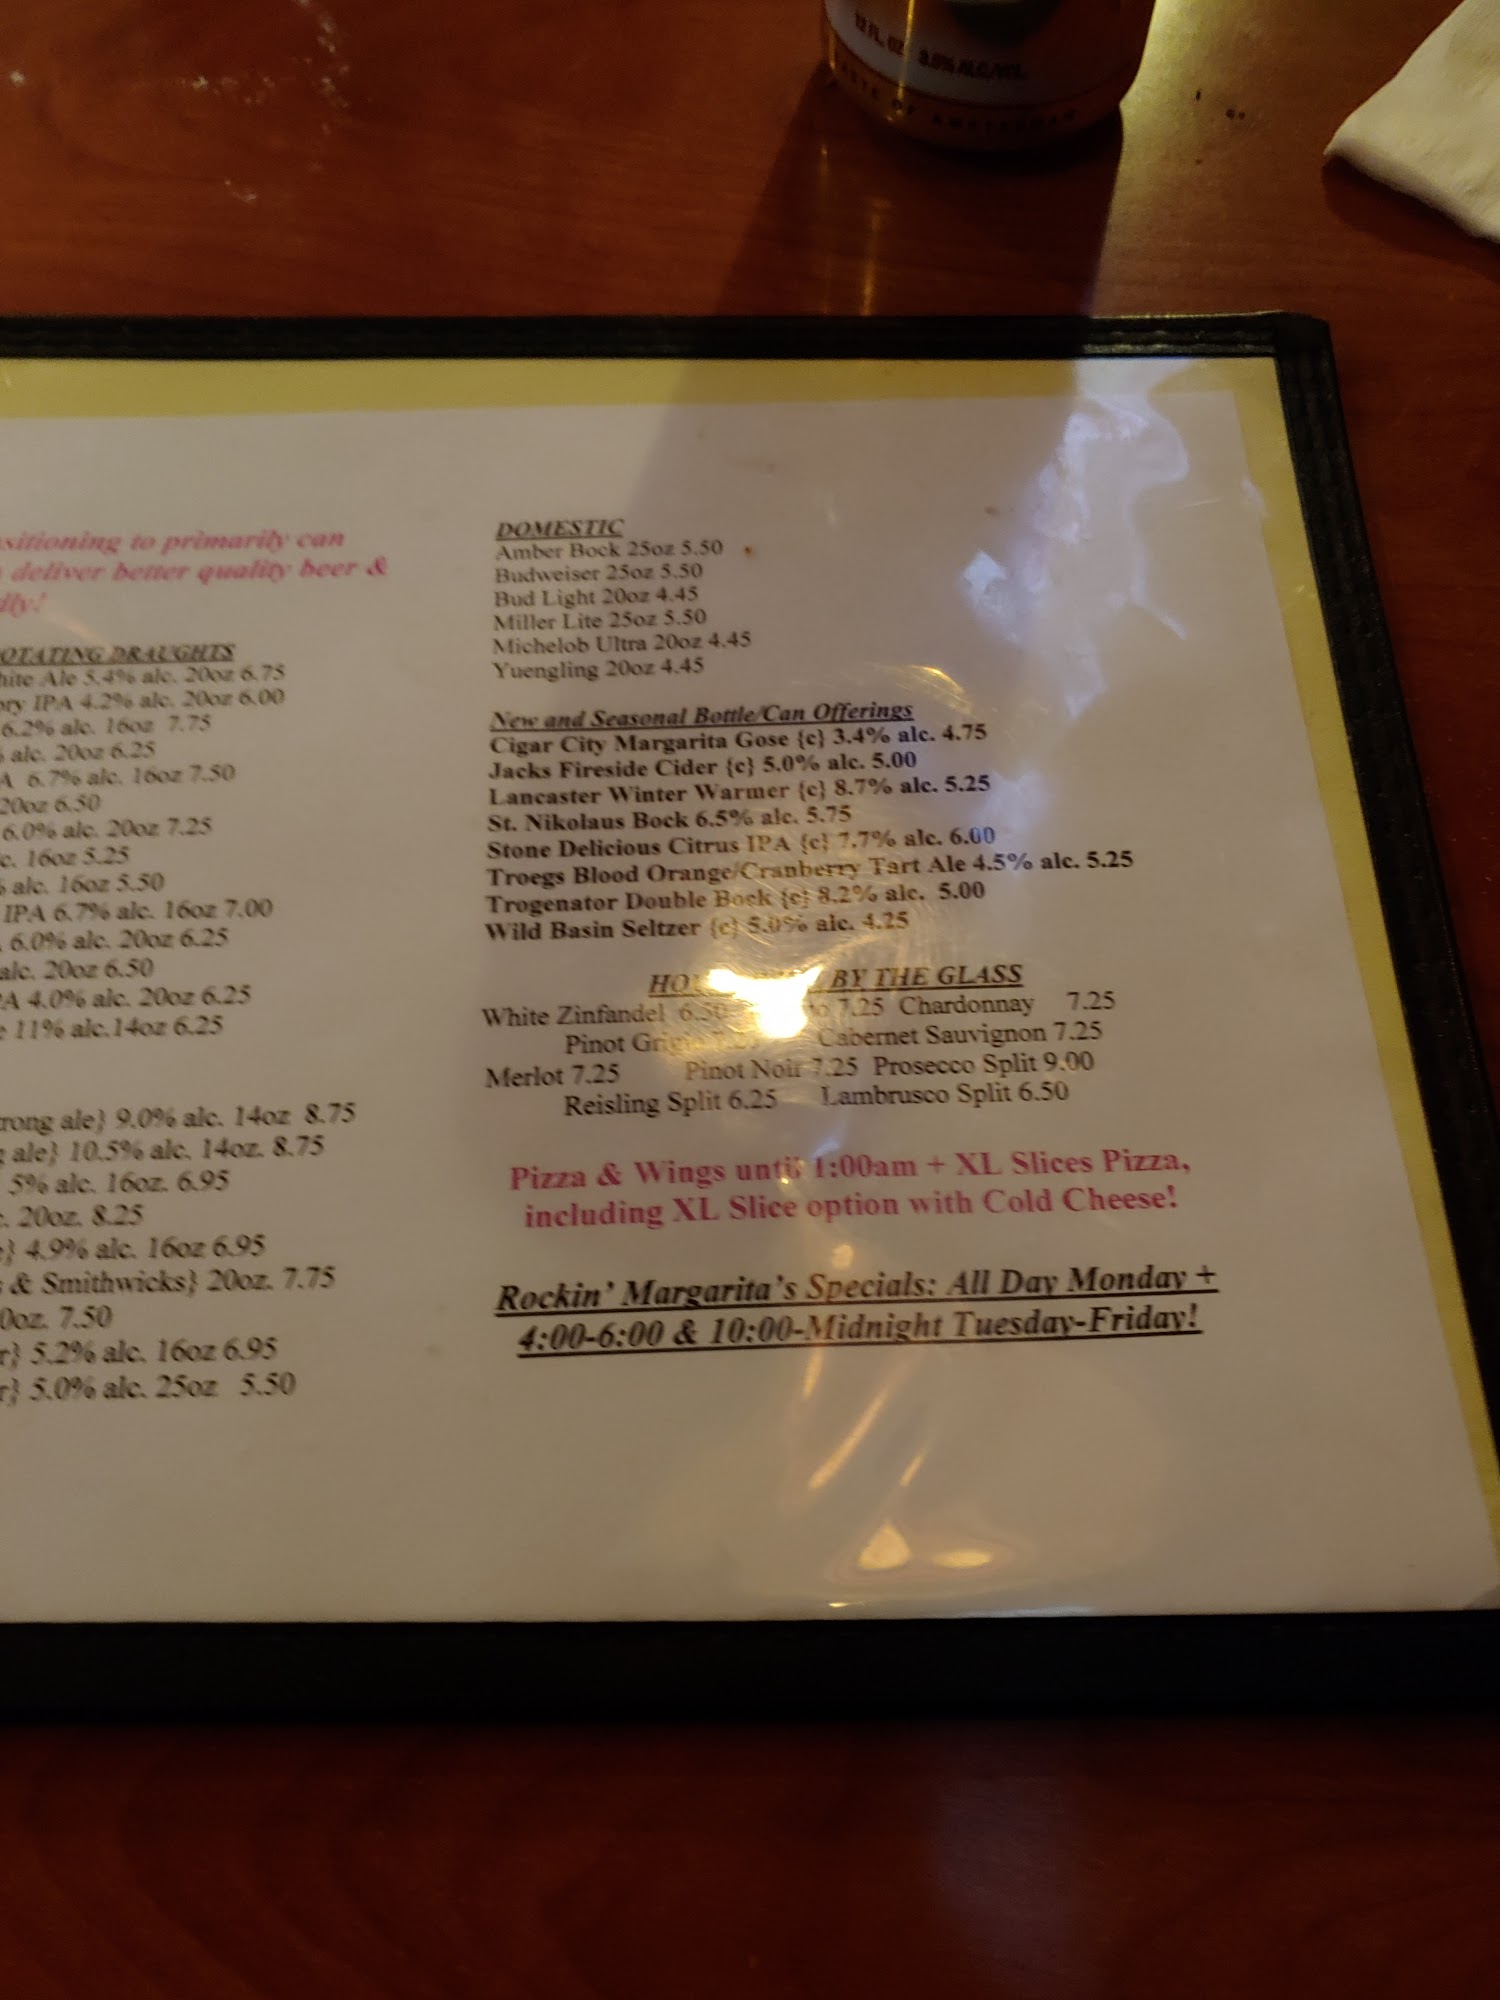 12 FL. OZ. 9.0% ALC/VOL.
TASTE OF AMSTERDAM
to primarily can
deliver better quality beer &
DRAUGHTS
Ale 5.4% alc. 20oz 6.75
IPA 4.2% alc. 20oz 6.00
6.2% alc. 16oz 7.75
alc. 20oz 6.25
6.7% alc. 16oz 7.50
20oz 6.50
6.0% alc. 20oz 7.25
16oz 5.25
alc. 16oz 5.50
IPA 6.7% alc. 16oz 7.00
6.0% alc. 20oz 6.25
alc. 20oz 6.50
4.0% alc. 20oz 6.25
11% alc.14oz 6.25
ale} 9.0% alc. 14oz 8.75
ale} 10.5% alc. 14oz. 8.75
5% alc. 16oz. 6.95
20oz. 8.25
4.9% alc. 16oz 6.95
& Smithwicks} 20oz. 7.75
7.50
5.2% alc. 16oz 6.95
5.0% alc. 25oz 5.50
DOMESTIC
Amber Bock 25oz 5.50
Budweiser 25oz 5.50
Bud Light 20oz 4.45
Miller Lite 25oz 5.50
Michelob Ultra 20oz 4.45
Yuengling 20oz 4.45
New and Seasonal Bottle/Can Offerings
Cigar City Margarita Gose {c} 3.4% alc. 4.75
Jacks Fireside Cider {c} 5.0% alc. 5.00
Lancaster Winter Warmer {c} 8.7% alc. 5.25
St. Nikolaus Bock 6.5% alc. 5.75
Stone Delicious Citrus IPA {c} 7.7% alc. 6.00
Troegs Blood Orange/Cranberry Tart Ale 4.5% alc. 5.25
Trogenator Double Bock {c} 8.2% alc. 5.00
Wild Basin Seltzer {c} 5.0% alc. 4.25
BY THE GLASS
White Zinfandel 6.50 7.25 Chardonnay 7.25
Pinot Grigio Cabernet Sauvignon 7.25
Merlot 7.25 Pinot Noir 7.25 Prosecco Split 9.00
Reisling Split 6.25 Lambrusco Split 6.50
Pizza & Wings until 1:00am + XL Slices Pizza,
including XL Slice option with Cold Cheese!
Rockin' Margarita's Specials: All Day Monday +
4:00-6:00 & 10:00-Midnight Tuesday-Friday!